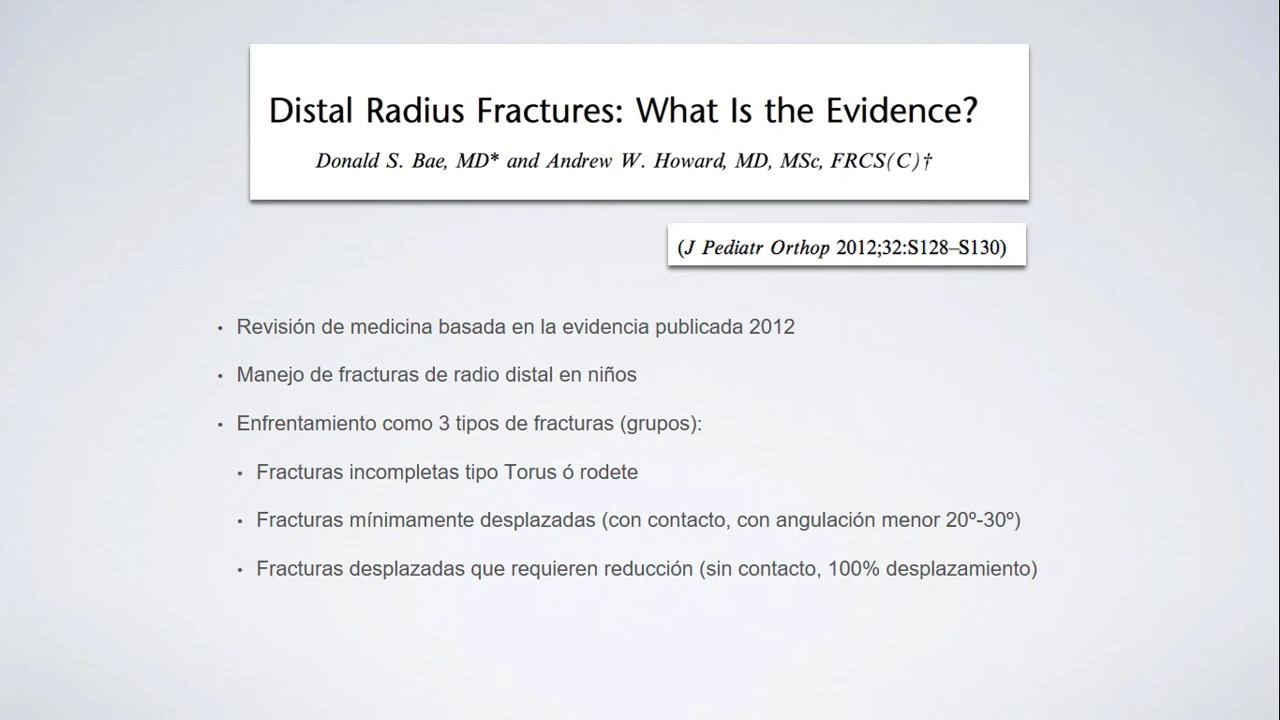 Distal Radius Fractures: What Is the Evidence?
Donald S. Bae, MD* and Andrew W. Howard, MD, MSc, FRCS(C)†
(J Pediatr Orthop 2012;32:S128–S130)
• Revisión de medicina basada en la evidencia publicada 2012
• Manejo de fracturas de radio distal en niños
• Enfrentamiento como 3 tipos de fracturas (grupos):
• Fracturas incompletas tipo Torus ó rodete
• Fracturas mínimamente desplazadas (con contacto, con angulación menor 20º-30º)
• Fracturas desplazadas que requieren reducción (sin contacto, 100% desplazamiento)